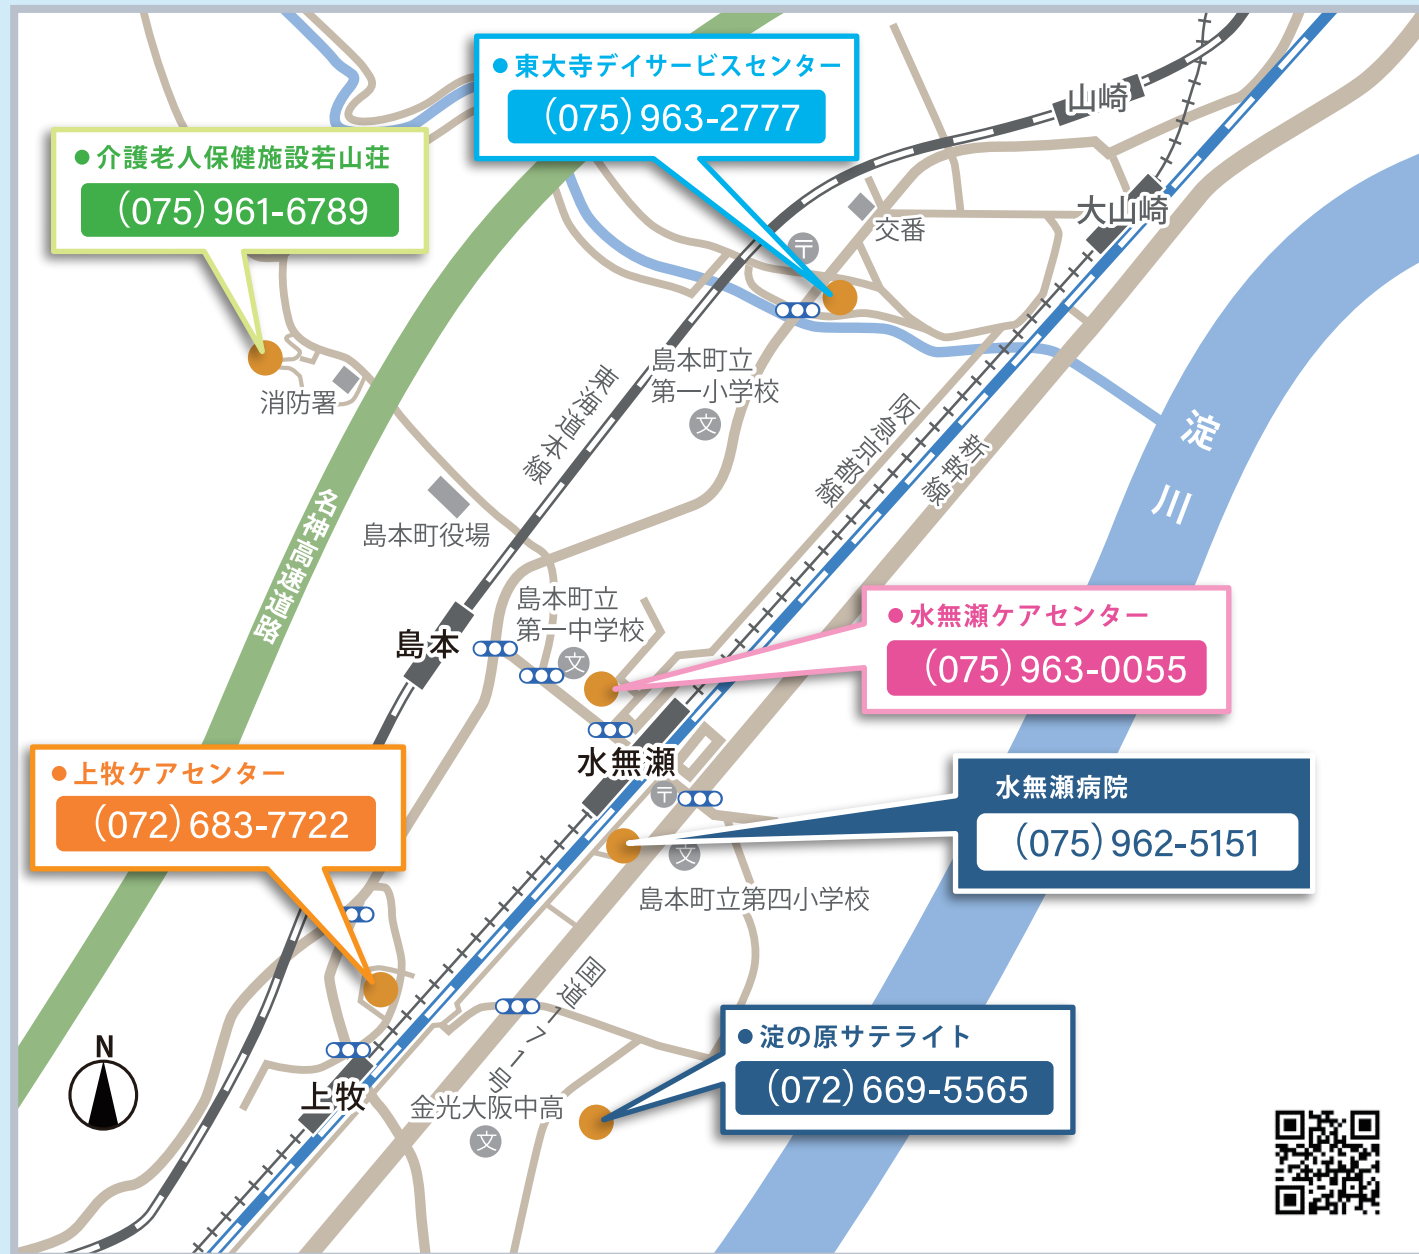 ● 東大寺デイサービスセンター
(075) 963-2777
● 介護老人保健施設若山荘
(075) 961-6789
山崎
大山崎
交番
〒
消防署
島本町立
第一小学校
文
東海道本線
阪急京都線
新幹線
淀川
名神高速道路
島本町役場
島本町立
第一中学校
文
島本
● 水無瀬ケアセンター
(075) 963-0055
水無瀬
〒
● 上牧ケアセンター
(072) 683-7722
水無瀬病院
(075) 962-5151
文
島本町立第四小学校
国道171号
● 淀の原サテライト
(072) 669-5565
N
上牧
金光大阪中高
文